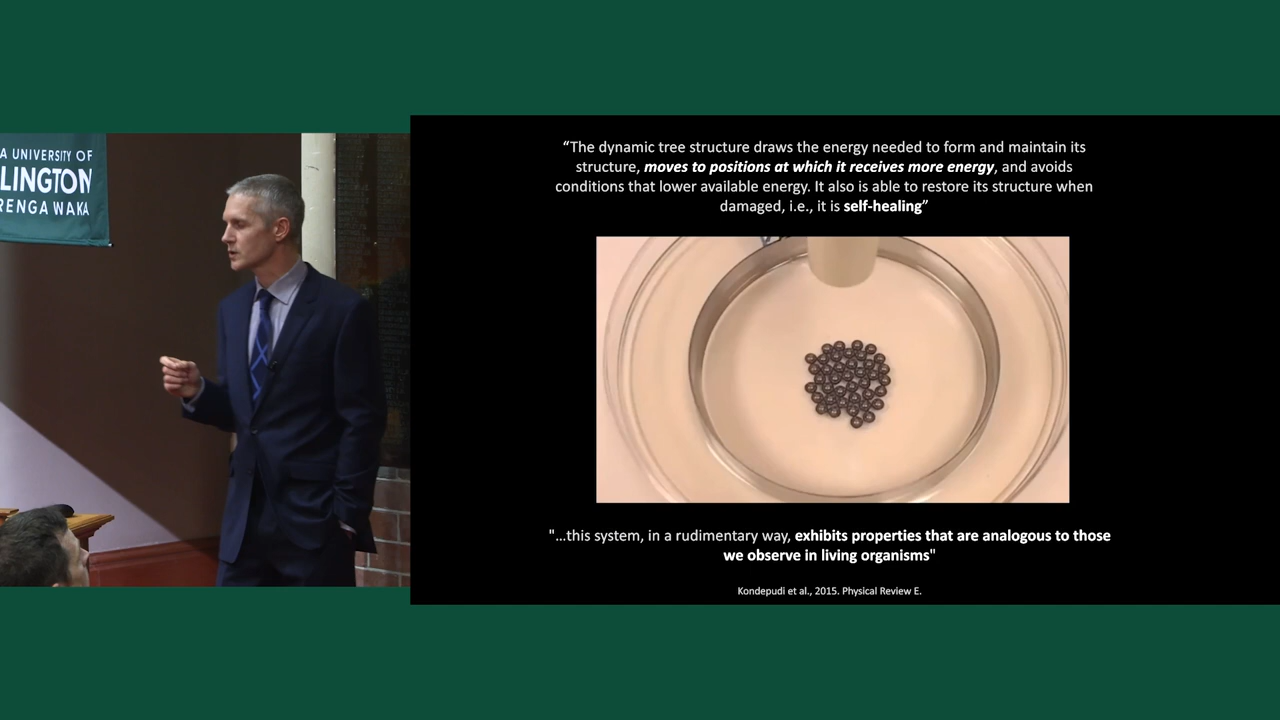 A UNIVERSITY OF
LINGTON
RENGA WAKA
“The dynamic tree structure draws the energy needed to form and maintain its
structure, moves to positions at which it receives more energy, and avoids
conditions that lower available energy. It also is able to restore its structure when
damaged, i.e., it is self-healing”
"…this system, in a rudimentary way, exhibits properties that are analogous to those
we observe in living organisms"
Kondepudi et al., 2015. Physical Review E.